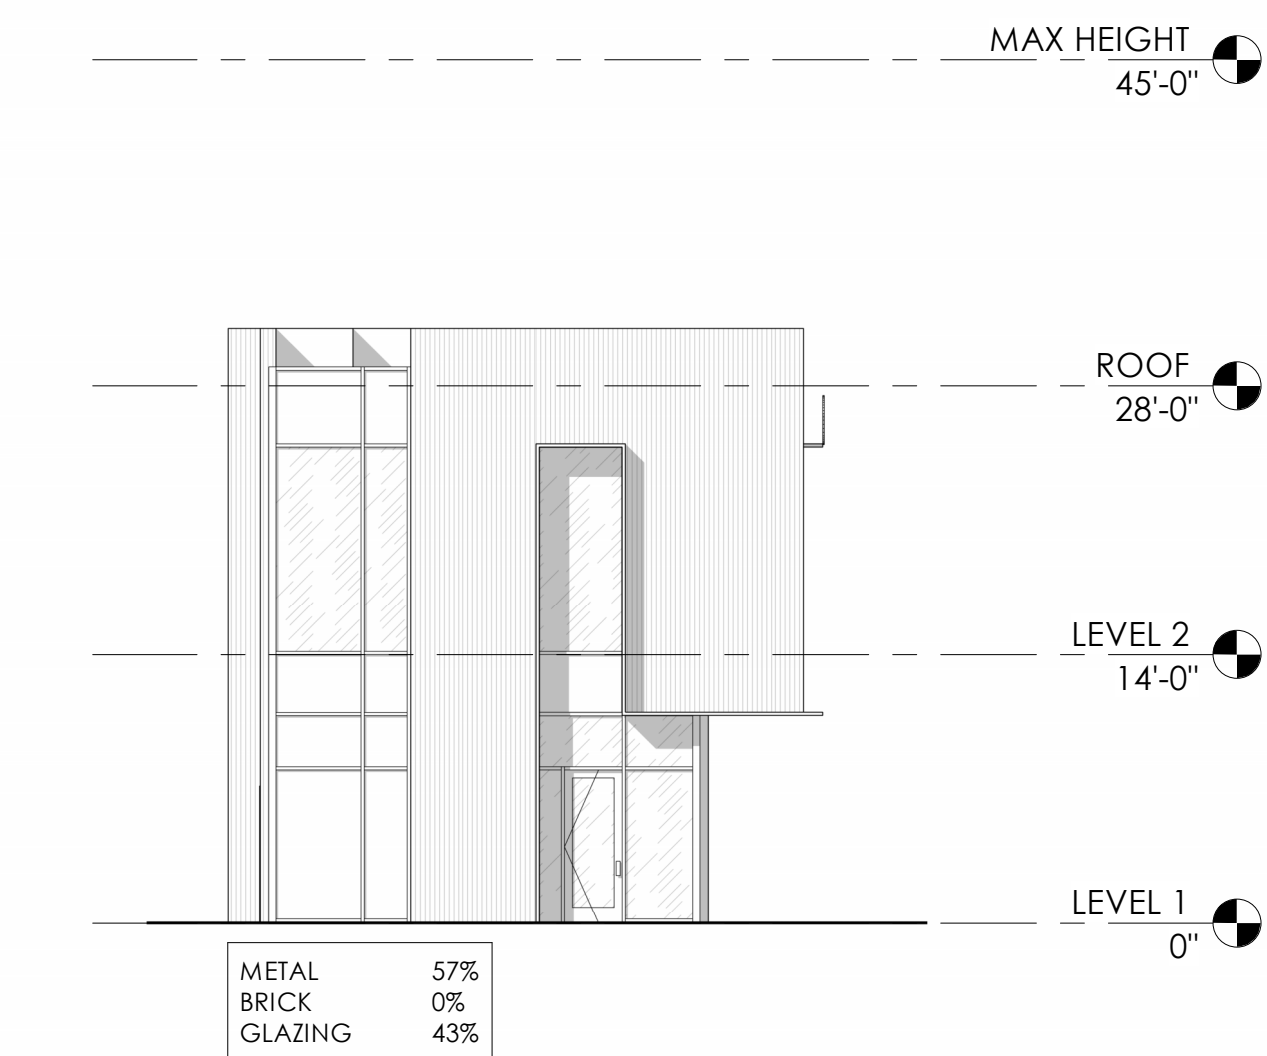 MAX HEIGHT
45'-0"
ROOF
28'-0"
LEVEL 2
14'-0"
LEVEL 1
0"
METAL 57%
BRICK 0%
GLAZING 43%